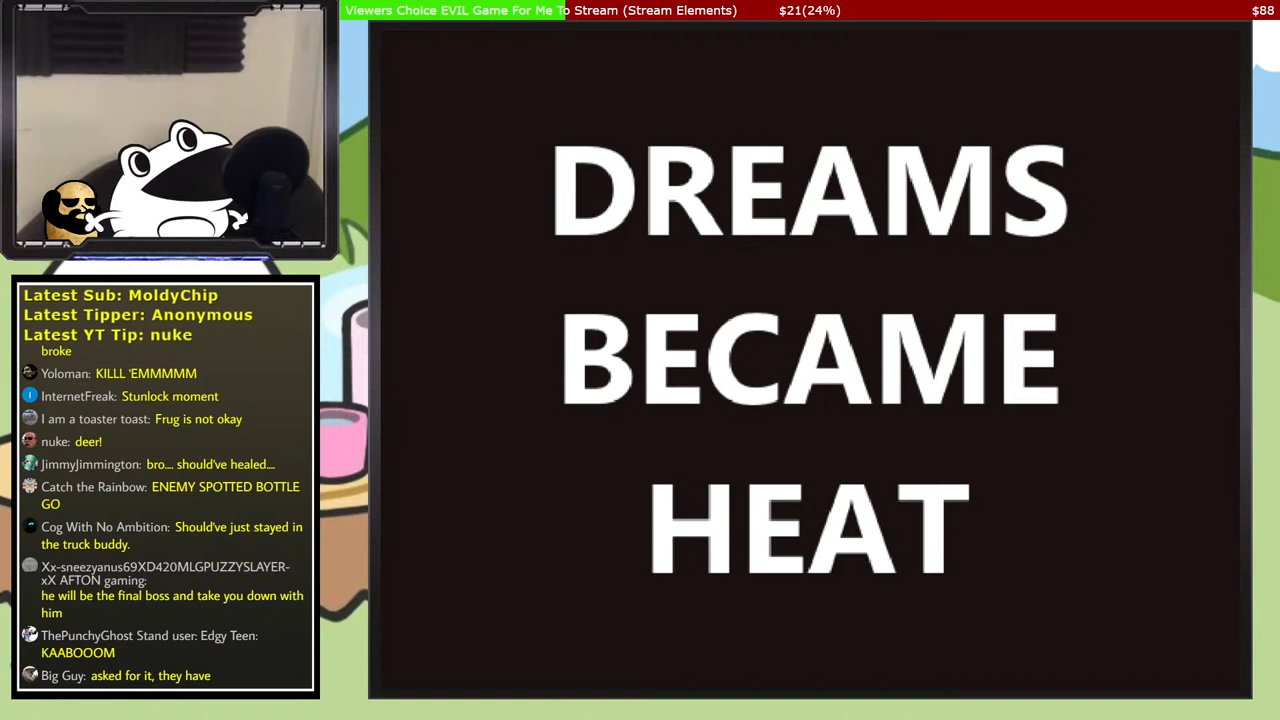 Viewers Choice EVIL Game For Me To Stream (Stream Elements) $21(24%) $88
DREAMS
BECAME
HEAT
Latest Sub: MoldyChip
Latest Tipper: Anonymous
Latest YT Tip: nuke
broke
Yoloman: KILLL 'EMMMMM
InternetFreak: Stunlock moment
I am a toaster toast: Frug is not okay
nuke: deer!
JimmyJimmington: bro.... should've healed....
Catch the Rainbow: ENEMY SPOTTED BOTTLE
GO
Cog With No Ambition: Should've just stayed in
the truck buddy.
Xx-sneezyanus69XD420MLGPUZZYSLAYER-
xX AFTON gaming:
he will be the final boss and take you down with
him
ThePunchyGhost Stand user: Edgy Teen:
KAABOOOM
Big Guy: asked for it, they have